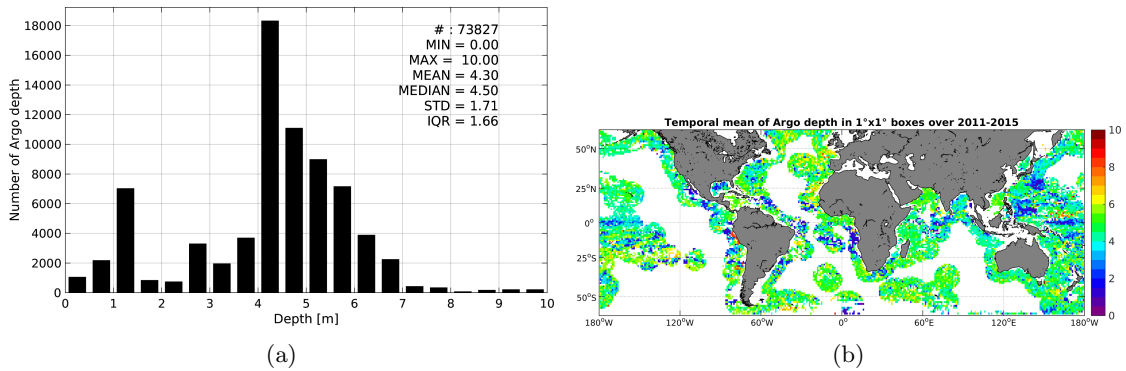 # : 73827
MIN = 0.00
MAX = 10.00
MEAN = 4.30
MEDIAN = 4.50
STD = 1.71
IQR = 1.66
Number of Argo depth
18000
16000
14000
12000
10000
8000
6000
4000
2000
0
0 1 2 3 4 5 6 7 8 9 10
Depth [m]
(a)
Temporal mean of Argo depth in 1°x1° boxes over 2011-2015
50°N
25°N
0°
25°S
50°S
180°W 120°W 60°W 0° 60°E 120°E 180°W
10
8
6
4
2
0
(b)